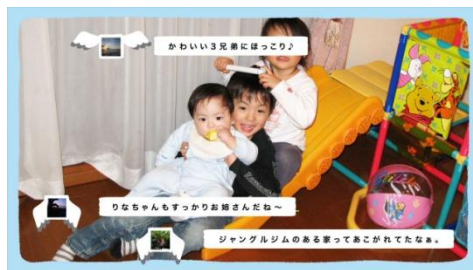 かわいい3兄弟にほっこり♪
りなちゃんもすっかりお姉さんだね〜
ジャングルジムのある家ってあこがれてたなぁ。